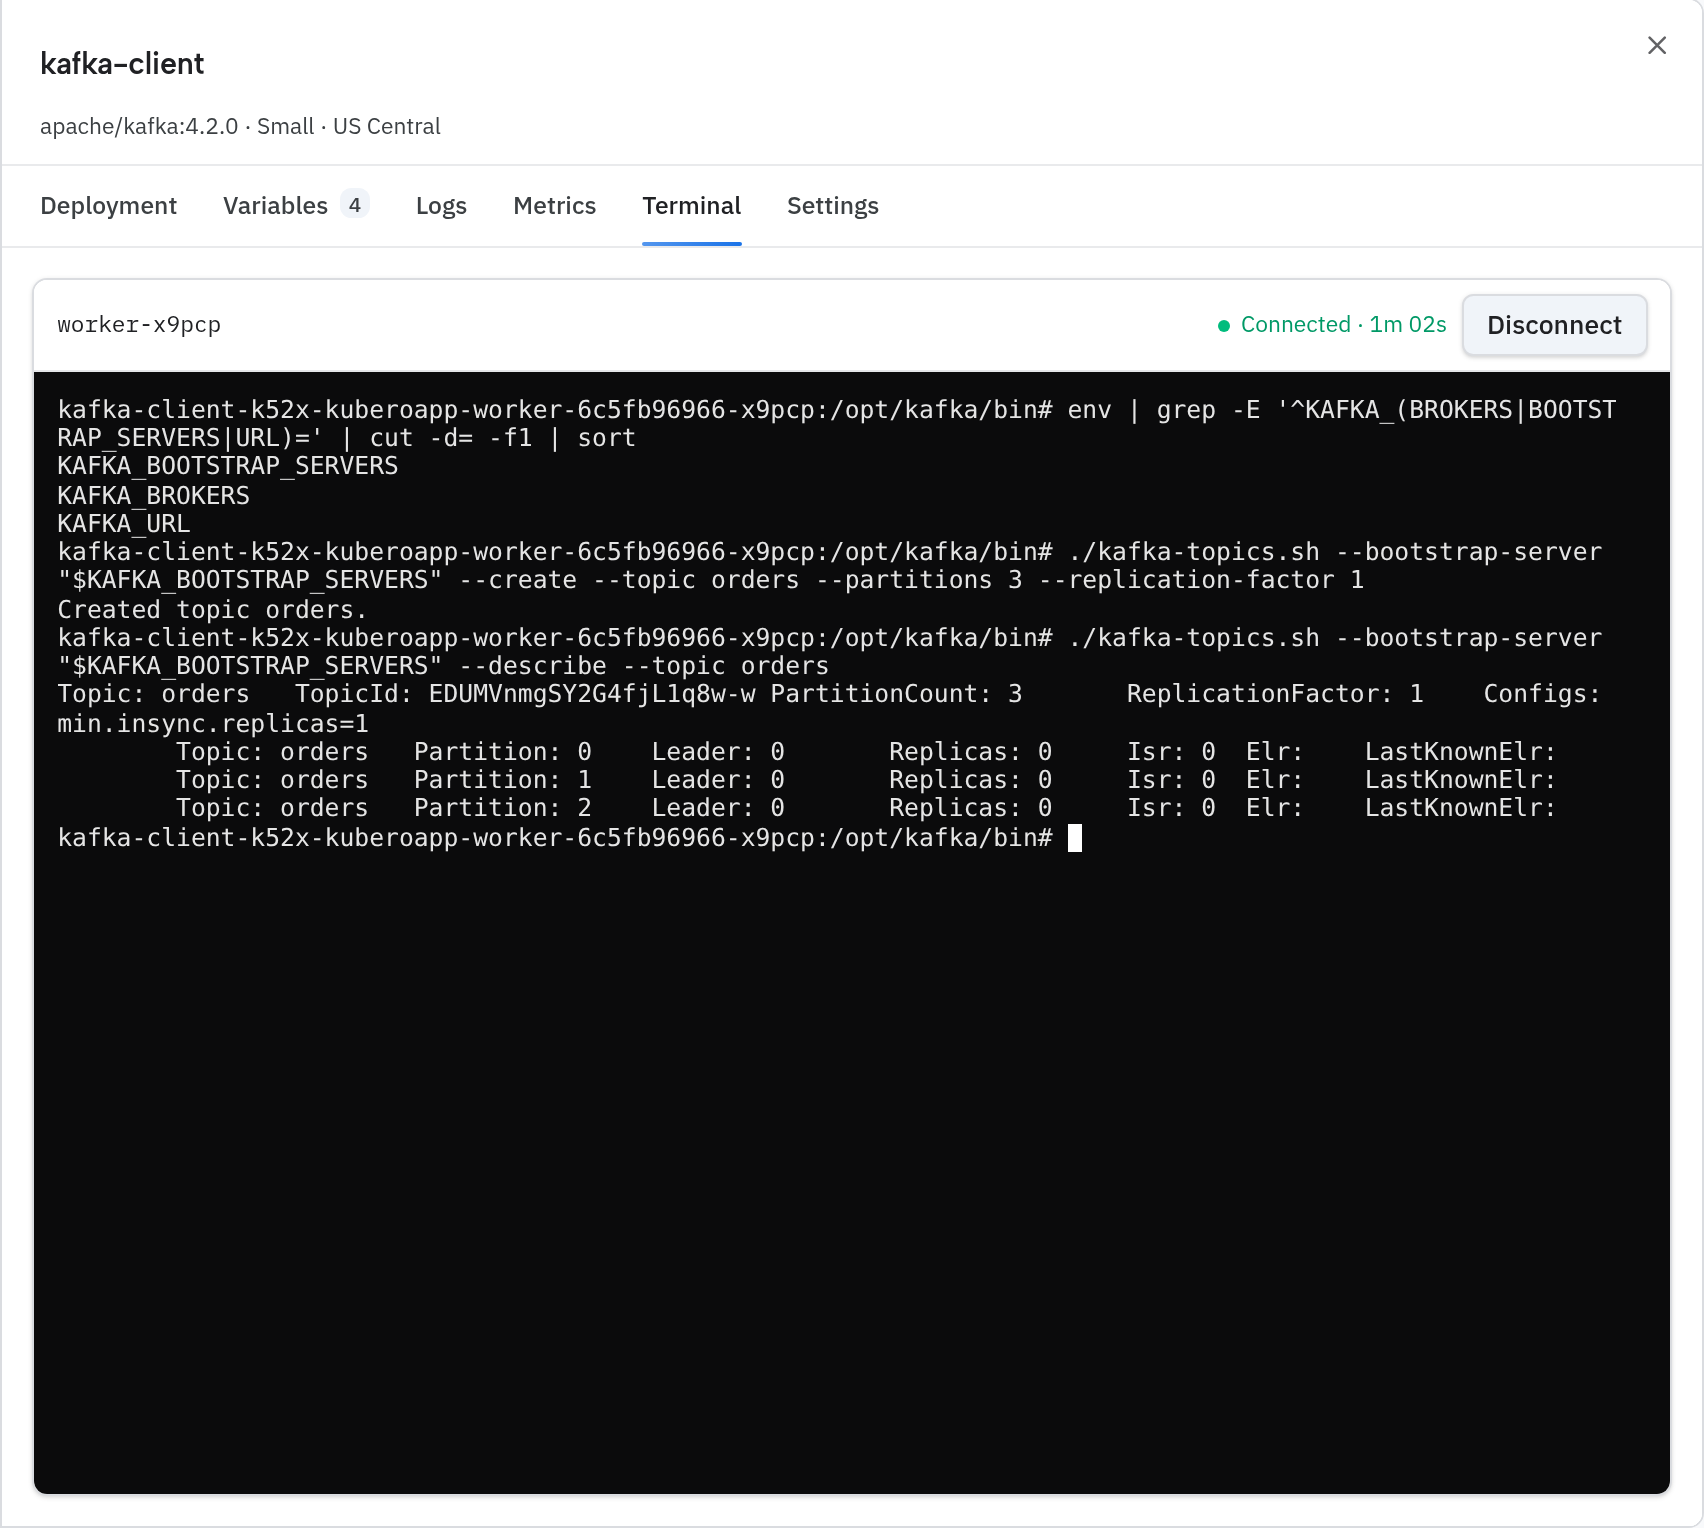 kafka-client
apache/kafka:4.2.0 · Small · US Central
Deployment Variables 4 Logs Metrics Terminal Settings
worker-x9pcp Connected · 1m 02s Disconnect
kafka-client-k52x-kuberoapp-worker-6c5fb96966-x9pcp:/opt/kafka/bin# env | grep -E '^KAFKA_(BROKERS|BOOTST
RAP_SERVERS|URL)=' | cut -d= -f1 | sort
KAFKA_BOOTSTRAP_SERVERS
KAFKA_BROKERS
KAFKA_URL
kafka-client-k52x-kuberoapp-worker-6c5fb96966-x9pcp:/opt/kafka/bin# ./kafka-topics.sh --bootstrap-server
"$KAFKA_BOOTSTRAP_SERVERS" --create --topic orders --partitions 3 --replication-factor 1
Created topic orders.
kafka-client-k52x-kuberoapp-worker-6c5fb96966-x9pcp:/opt/kafka/bin# ./kafka-topics.sh --bootstrap-server
"$KAFKA_BOOTSTRAP_SERVERS" --describe --topic orders
Topic: orders TopicId: EDUMVnmgSY2G4fjL1q8w-w PartitionCount: 3 ReplicationFactor: 1 Configs:
min.insync.replicas=1
Topic: orders Partition: 0 Leader: 0 Replicas: 0 Isr: 0 Elr: LastKnownElr:
Topic: orders Partition: 1 Leader: 0 Replicas: 0 Isr: 0 Elr: LastKnownElr:
Topic: orders Partition: 2 Leader: 0 Replicas: 0 Isr: 0 Elr: LastKnownElr:
kafka-client-k52x-kuberoapp-worker-6c5fb96966-x9pcp:/opt/kafka/bin#